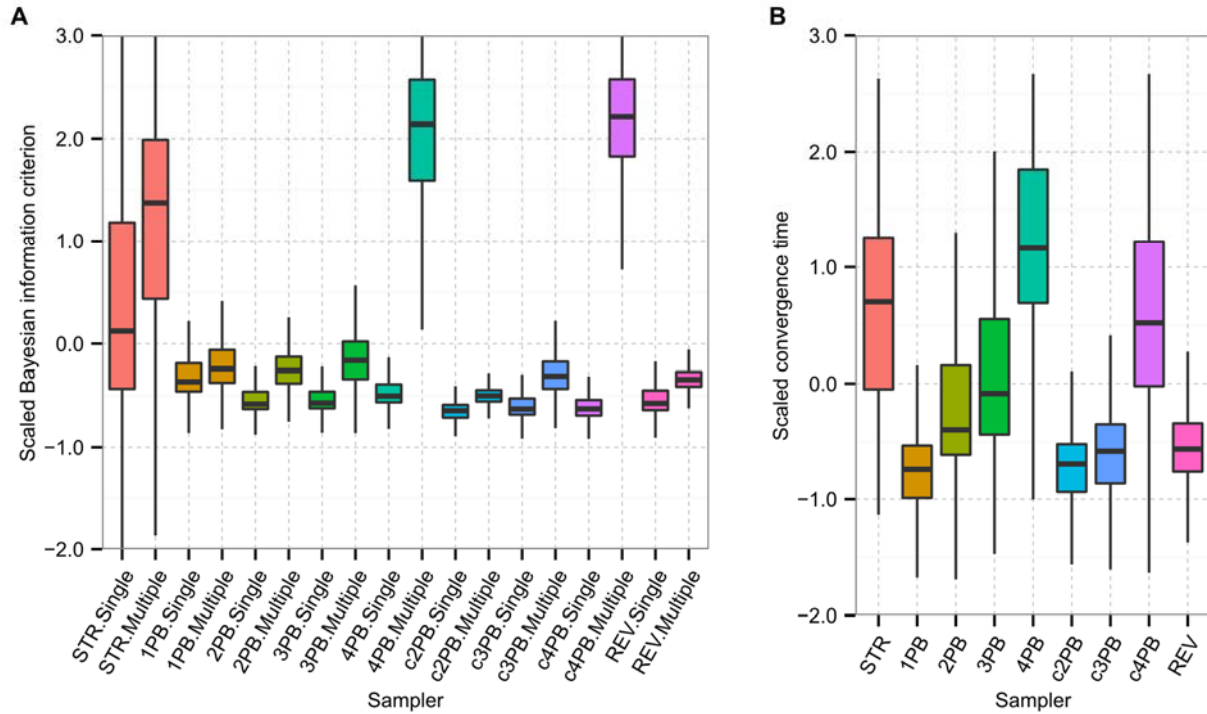 A
Scaled Bayesian information criterion
3.0
2.0
1.0
0.0
−1.0
−2.0
STR.Single
STR.Multiple
1PB.Single
1PB.Multiple
2PB.Single
2PB.Multiple
3PB.Single
3PB.Multiple
4PB.Single
4PB.Multiple
c2PB.Single
c2PB.Multiple
c3PB.Single
c3PB.Multiple
c4PB.Single
c4PB.Multiple
REV.Single
REV.Multiple
Sampler
B
Scaled convergence time
3.0
2.0
1.0
0.0
−1.0
−2.0
STR
1PB
2PB
3PB
4PB
c2PB
c3PB
c4PB
REV
Sampler